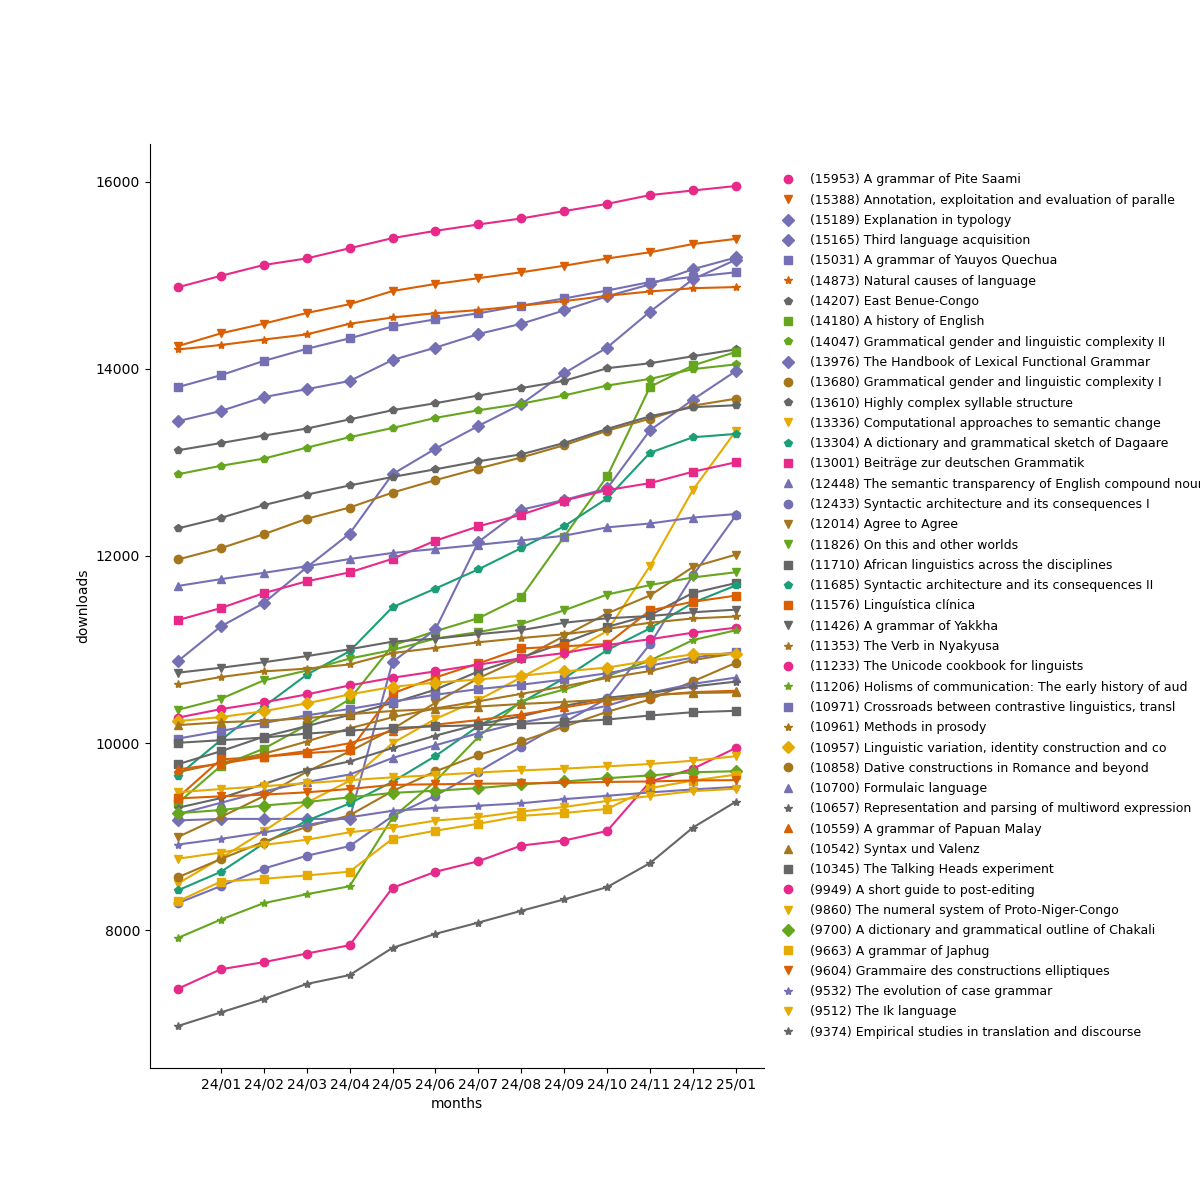 16000
14000
12000
10000
8000
downloads
24/01 24/02 24/03 24/04 24/05 24/06 24/07 24/08 24/09 24/10 24/11 24/12 25/01
months
(15953) A grammar of Pite Saami
(15388) Annotation, exploitation and evaluation of paralle
(15189) Explanation in typology
(15165) Third language acquisition
(15031) A grammar of Yauyos Quechua
(14873) Natural causes of language
(14207) East Benue-Congo
(14180) A history of English
(14047) Grammatical gender and linguistic complexity II
(13976) The Handbook of Lexical Functional Grammar
(13680) Grammatical gender and linguistic complexity I
(13610) Highly complex syllable structure
(13336) Computational approaches to semantic change
(13304) A dictionary and grammatical sketch of Dagaare
(13001) Beiträge zur deutschen Grammatik
(12448) The semantic transparency of English compound nour
(12433) Syntactic architecture and its consequences I
(12014) Agree to Agree
(11826) On this and other worlds
(11710) African linguistics across the disciplines
(11685) Syntactic architecture and its consequences II
(11576) Linguística clínica
(11426) A grammar of Yakkha
(11353) The Verb in Nyakyusa
(11233) The Unicode cookbook for linguists
(11206) Holisms of communication: The early history of aud
(10971) Crossroads between contrastive linguistics, transl
(10961) Methods in prosody
(10957) Linguistic variation, identity construction and co
(10858) Dative constructions in Romance and beyond
(10700) Formulaic language
(10657) Representation and parsing of multiword expression
(10559) A grammar of Papuan Malay
(10542) Syntax und Valenz
(10345) The Talking Heads experiment
(9949) A short guide to post-editing
(9860) The numeral system of Proto-Niger-Congo
(9700) A dictionary and grammatical outline of Chakali
(9663) A grammar of Japhug
(9604) Grammaire des constructions elliptiques
(9532) The evolution of case grammar
(9512) The Ik language
(9374) Empirical studies in translation and discourse